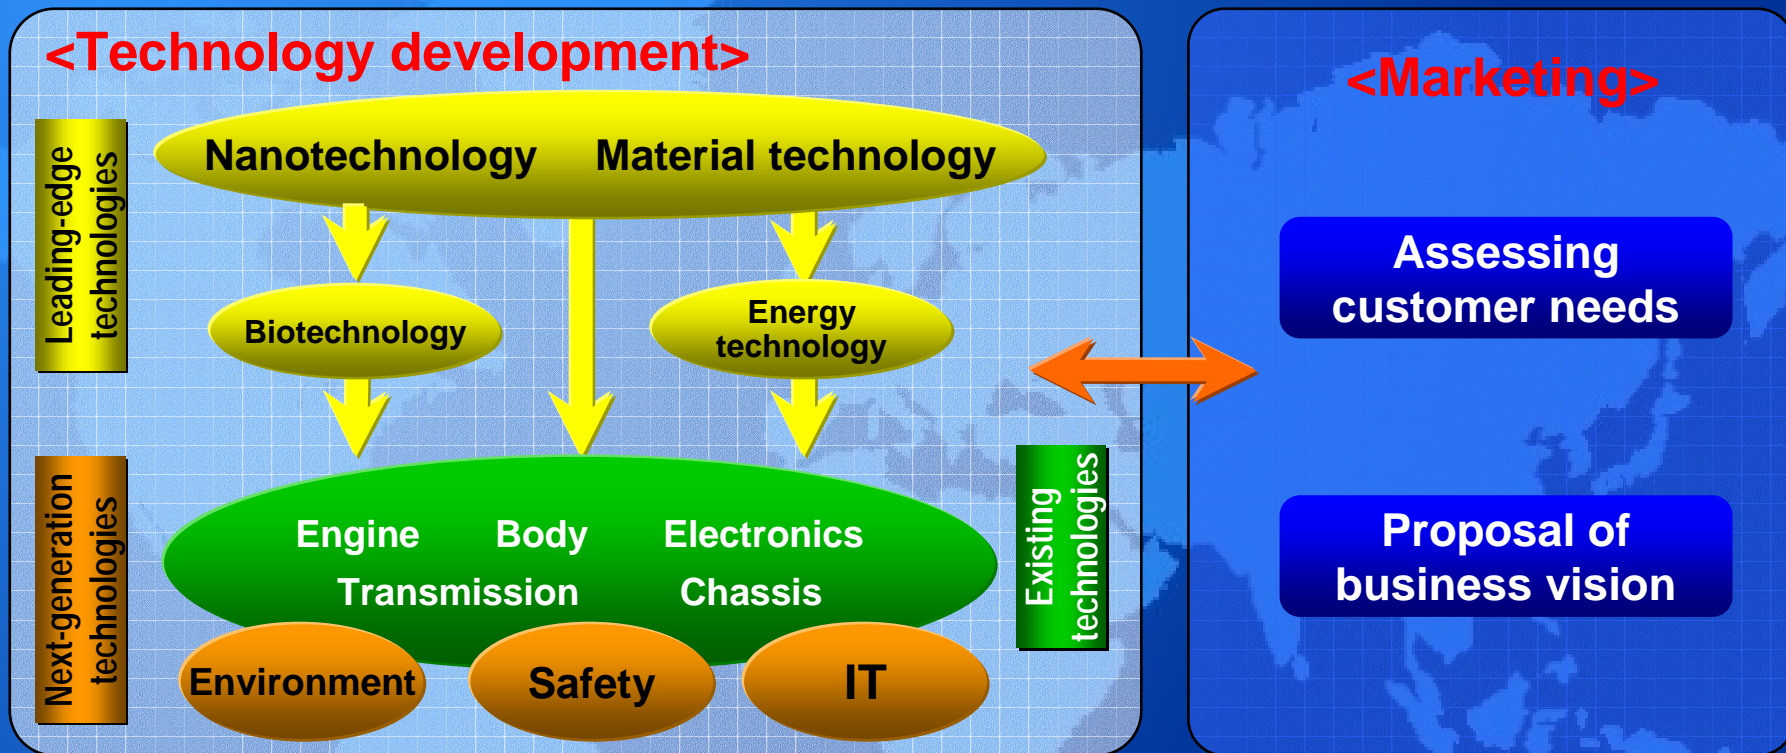 <Technology development>
Leading-edge
technologies
Nanotechnology Material technology
Biotechnology
Energy
technology
Next-generation
technologies
Engine Body Electronics
Transmission Chassis
Existing
technologies
Environment Safety IT
<Marketing>
Assessing
customer needs
Proposal of
business vision